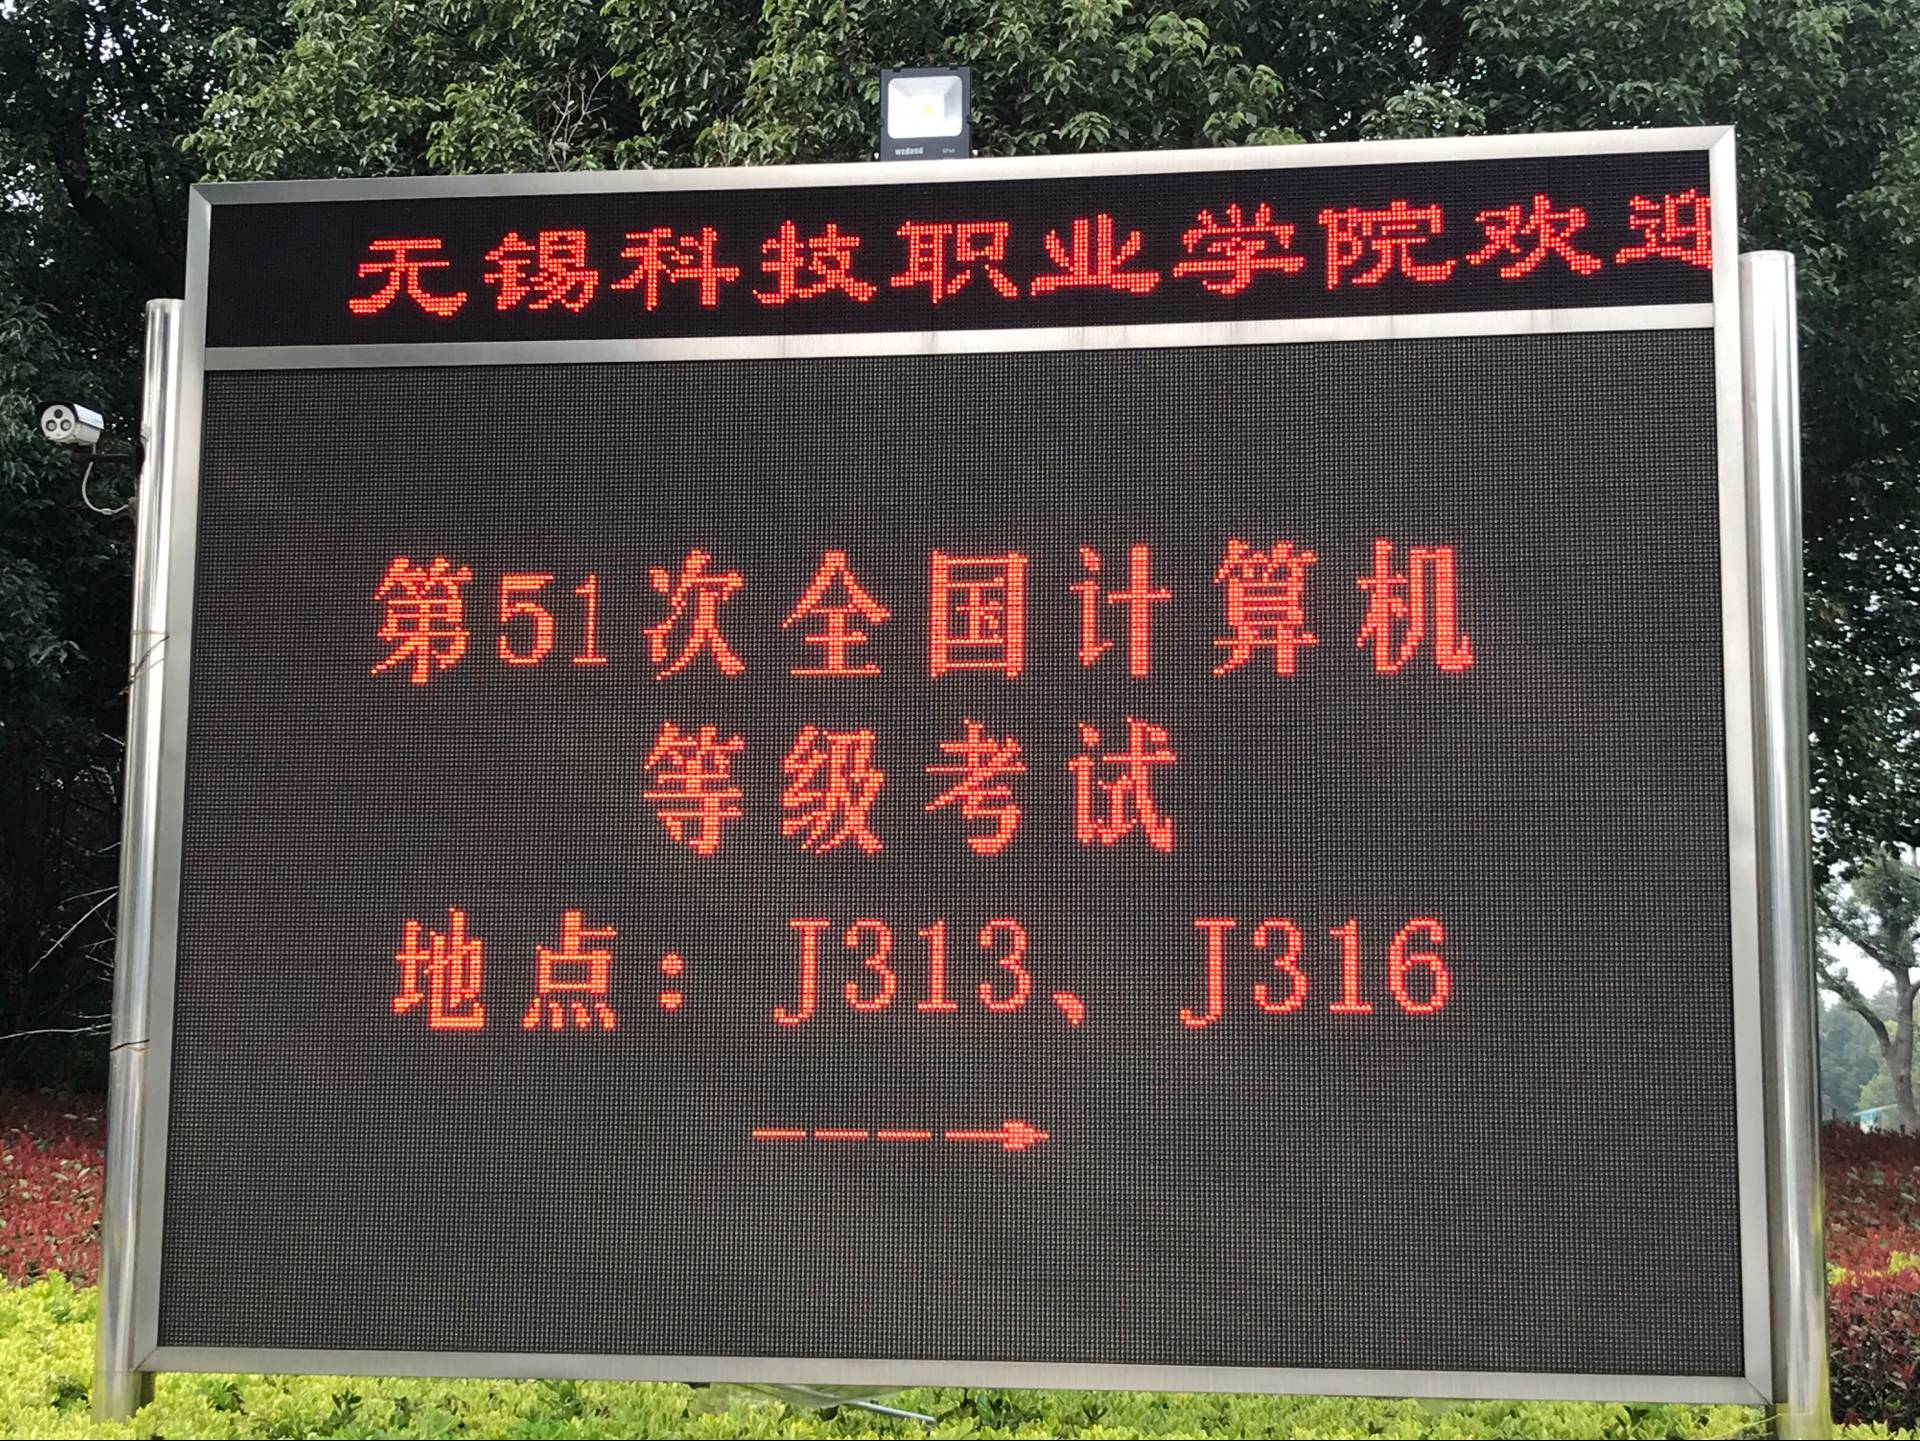 wsdand
无锡科技职业学院欢迎
第51次全国计算机
等级考试
地点：J313、J316